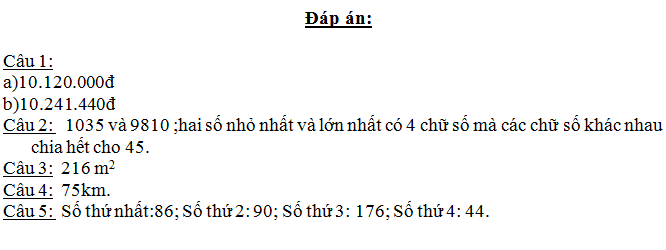 Đáp án:
Câu 1:
a)10.120.000đ
b)10.241.440đ
Câu 2: 1035 và 9810 ;hai số nhỏ nhất và lớn nhất có 4 chữ số mà các chữ số khác nhau
chia hết cho 45.
Câu 3: 216 m²
Câu 4: 75km.
Câu 5: Số thứ nhất:86; Số thứ 2: 90; Số thứ 3: 176; Số thứ 4: 44.